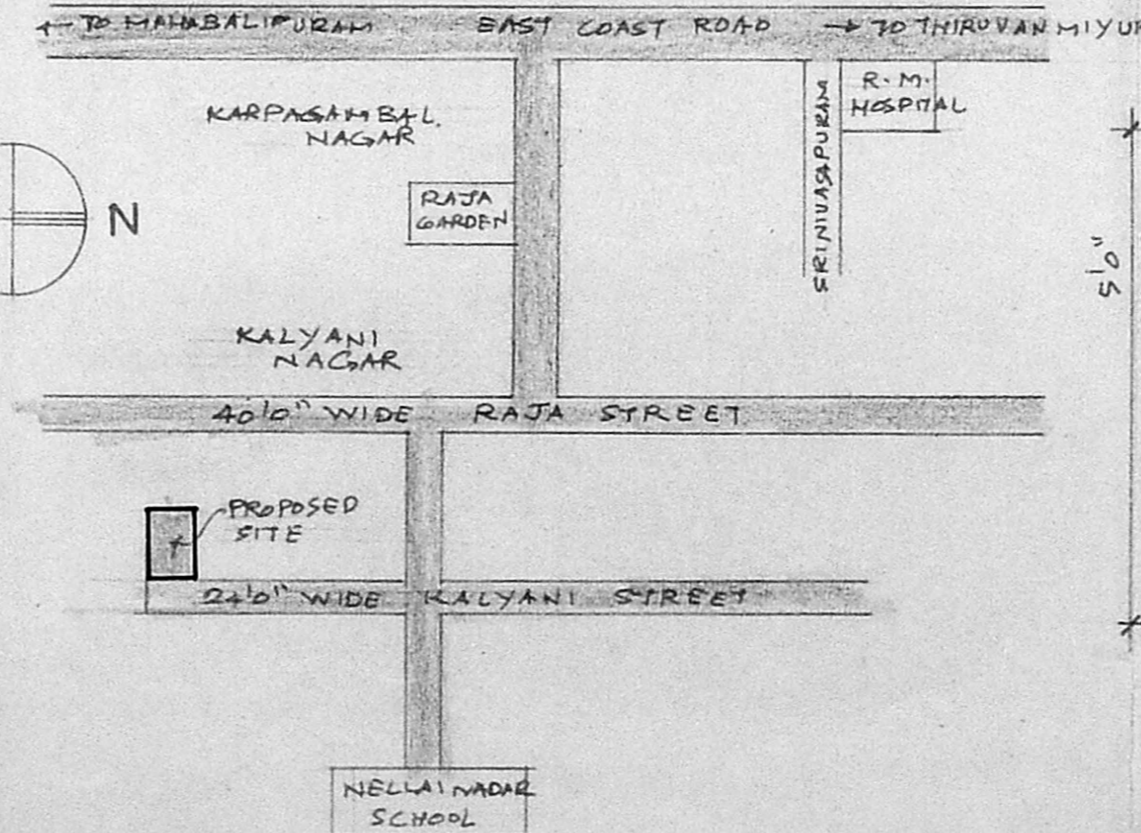 ← TO MAHABALIPURAM EAST COAST ROAD → TO THIRUVANMIYUR
KARPAGAMBAL
NAGAR
SRINIVASAPURAM
R.M.
HOSPITAL
N
RAJA
GARDEN
5'0"
KALYANI
NAGAR
40'0" WIDE RAJA STREET
PROPOSED
SITE
24'0" WIDE KALYANI STREET
NELLAI NADAR
SCHOOL